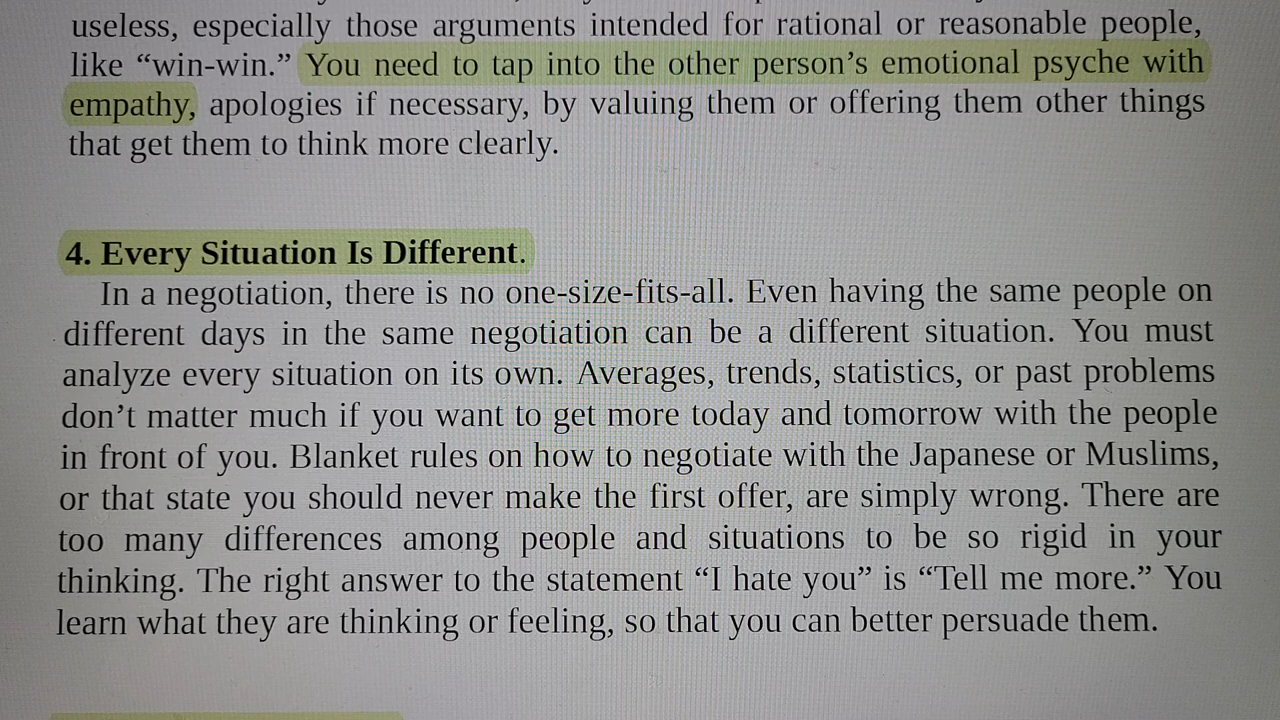 useless, especially those arguments intended for rational or reasonable people,
like “win-win.” You need to tap into the other person’s emotional psyche with
empathy, apologies if necessary, by valuing them or offering them other things
that get them to think more clearly.
4. Every Situation Is Different.
In a negotiation, there is no one-size-fits-all. Even having the same people on
different days in the same negotiation can be a different situation. You must
analyze every situation on its own. Averages, trends, statistics, or past problems
don’t matter much if you want to get more today and tomorrow with the people
in front of you. Blanket rules on how to negotiate with the Japanese or Muslims,
or that state you should never make the first offer, are simply wrong. There are
too many differences among people and situations to be so rigid in your
thinking. The right answer to the statement “I hate you” is “Tell me more.” You
learn what they are thinking or feeling, so that you can better persuade them.